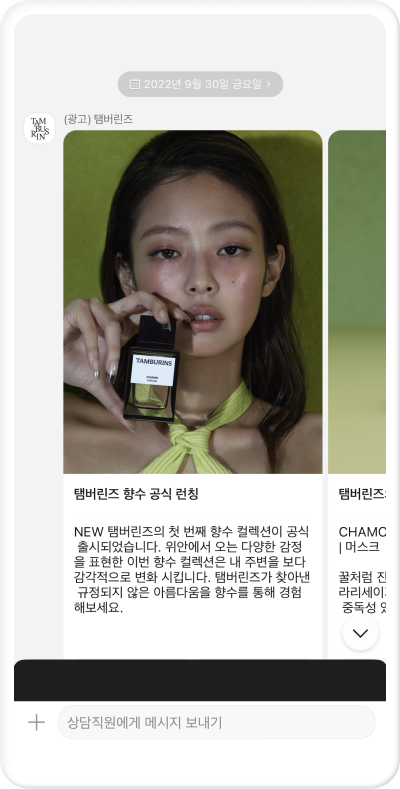 2022년 9월 30일 금요일 >
TAM
BU
RINS
(광고) 탬버린즈
TAMBURINS
탬버린즈 향수 공식 런칭
NEW 탬버린즈의 첫 번째 향수 컬렉션이 공식
출시되었습니다. 위안에서 오는 다양한 감정
을 표현한 이번 향수 컬렉션은 내 주변을 보다
감각적으로 변화 시킵니다. 탬버린즈가 찾아낸
규정되지 않은 아름다움을 향수를 통해 경험
해보세요.
탬버린즈
CHAMO
| 머스크
꿀처럼 진
라리세이
중독성 있
상담직원에게 메시지 보내기